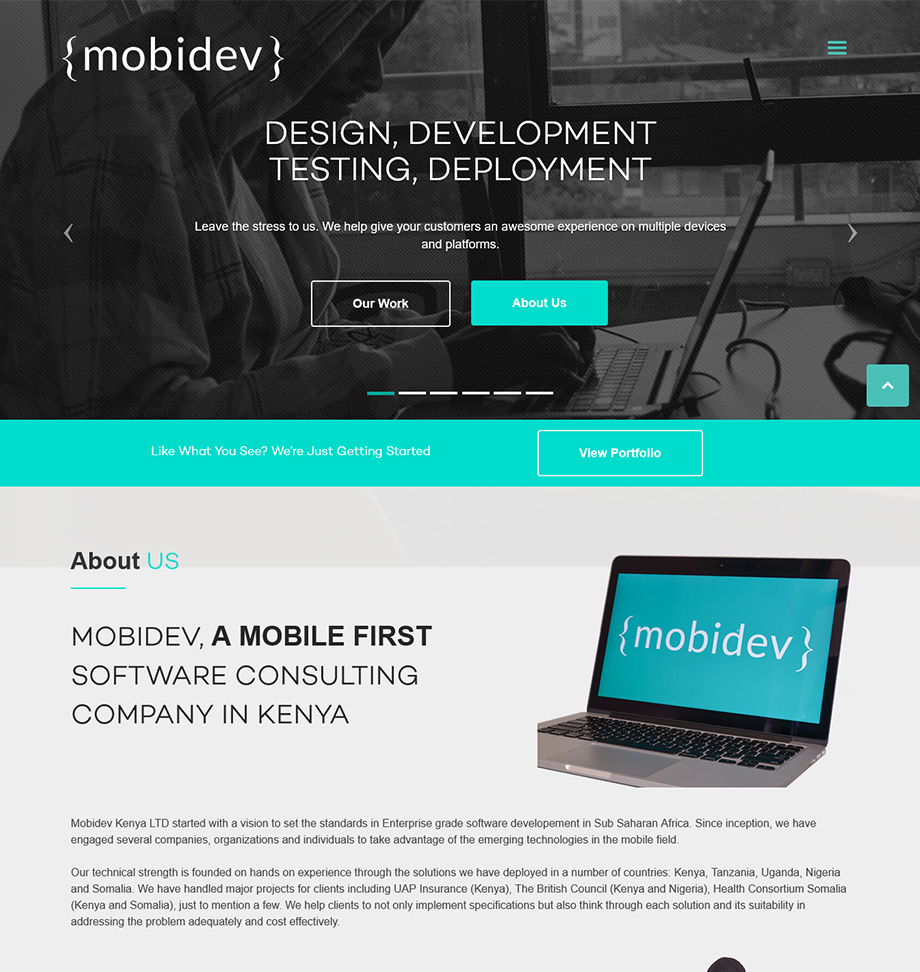 {mobidev}
DESIGN, DEVELOPMENT
TESTING, DEPLOYMENT
Leave the stress to us. We help give your customers an awesome experience on multiple devices
and platforms.
Our Work
About Us
Like What You See? We're Just Getting Started
View Portfolio
About US
MOBIDEV, A MOBILE FIRST
SOFTWARE CONSULTING
COMPANY IN KENYA
{mobidev}
Mobidev Kenya LTD started with a vision to set the standards in Enterprise grade software developement in Sub Saharan Africa. Since inception, we have
engaged several companies, organizations and individuals to take advantage of the emerging technologies in the mobile field.
Our technical strength is founded on hands on experience through the solutions we have deployed in a number of countries: Kenya, Tanzania, Uganda, Nigeria
and Somalia. We have handled major projects for clients including UAP Insurance (Kenya), The British Council (Kenya and Nigeria), Health Consortium Somalia
(Kenya and Somalia), just to mention a few. We help clients to not only implement specifications but also think through each solution and its suitability in
addressing the problem adequately and cost effectively.